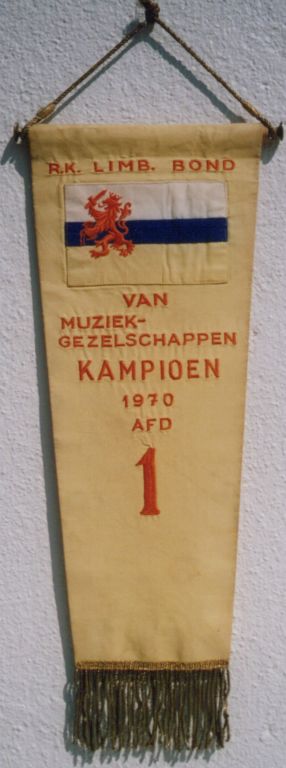 R.K. LIMB. BOND
VAN
MUZIEK-
GEZELSCHAPPEN
KAMPIOEN
1970
AFD
1